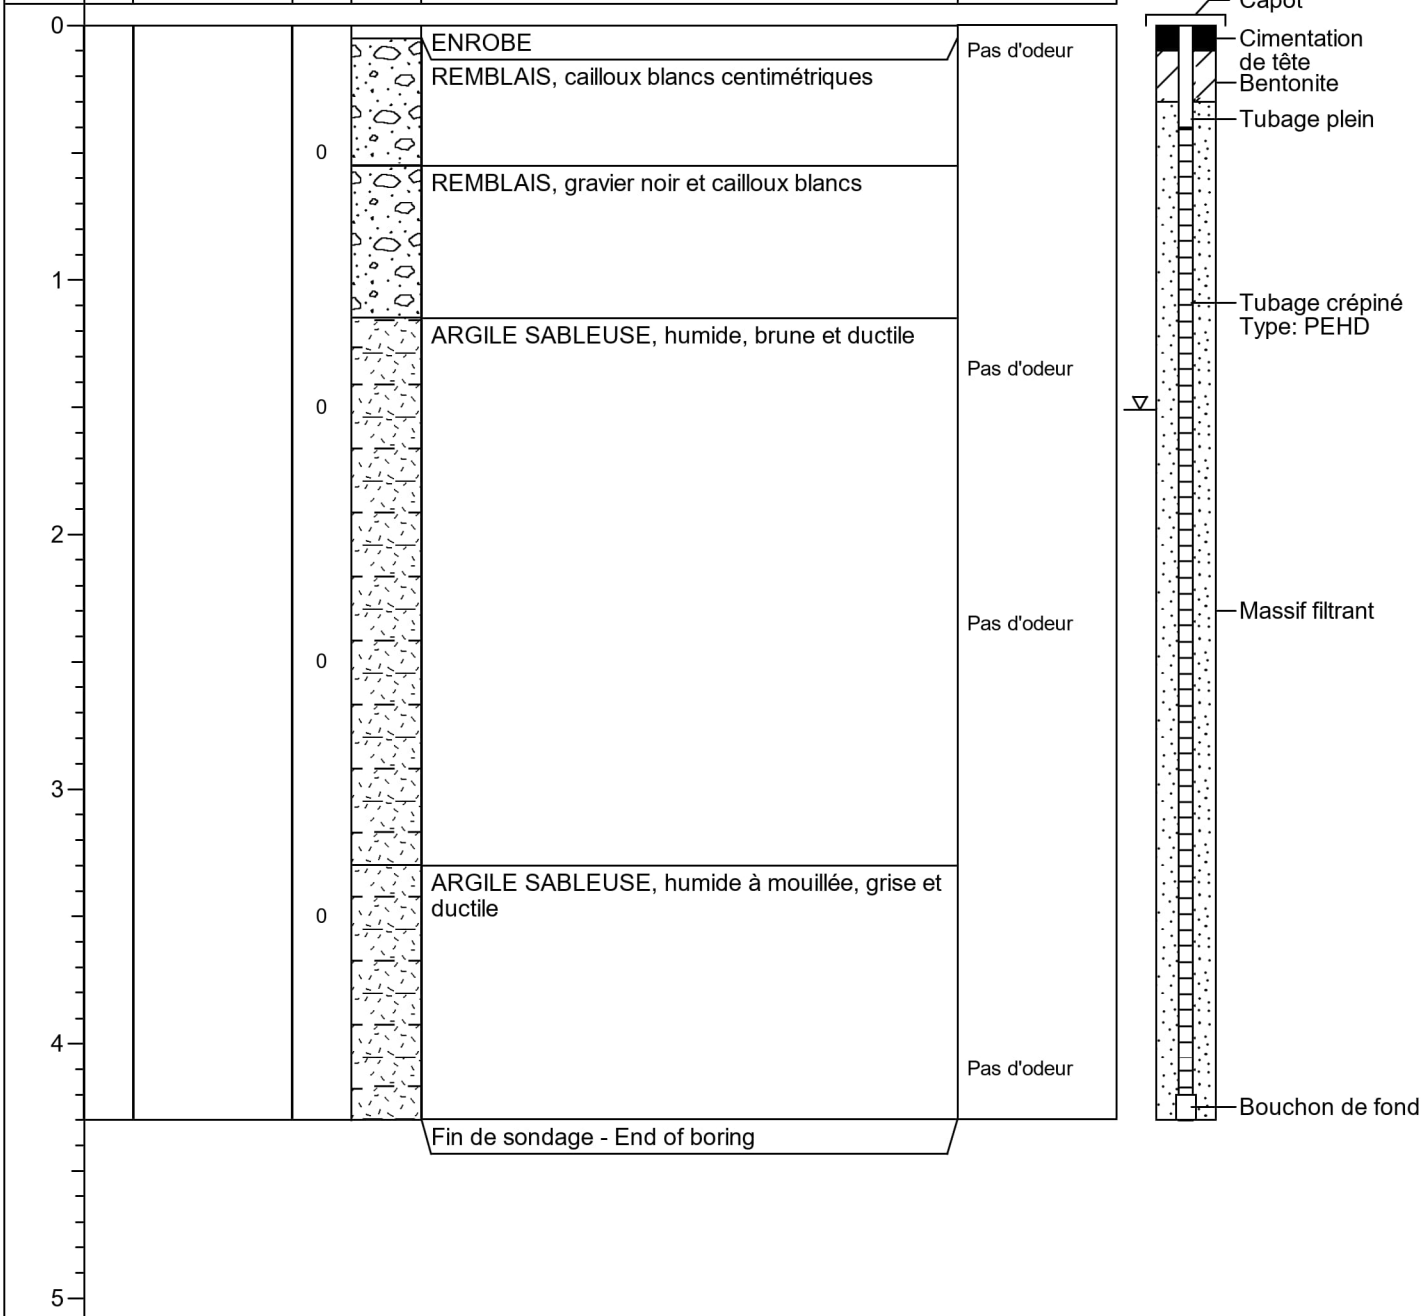 Capot
0
ENROBE
Pas d'odeur
Cimentation
de tête
REMBLAIS, cailloux blancs centimétriques
Bentonite
Tubage plein
0
REMBLAIS, gravier noir et cailloux blancs
1
Tubage crépiné
Type: PEHD
ARGILE SABLEUSE, humide, brune et ductile
Pas d'odeur
0
2
Massif filtrant
Pas d'odeur
0
3
ARGILE SABLEUSE, humide à mouillée, grise et
ductile
0
4
Pas d'odeur
Bouchon de fond
Fin de sondage - End of boring
5